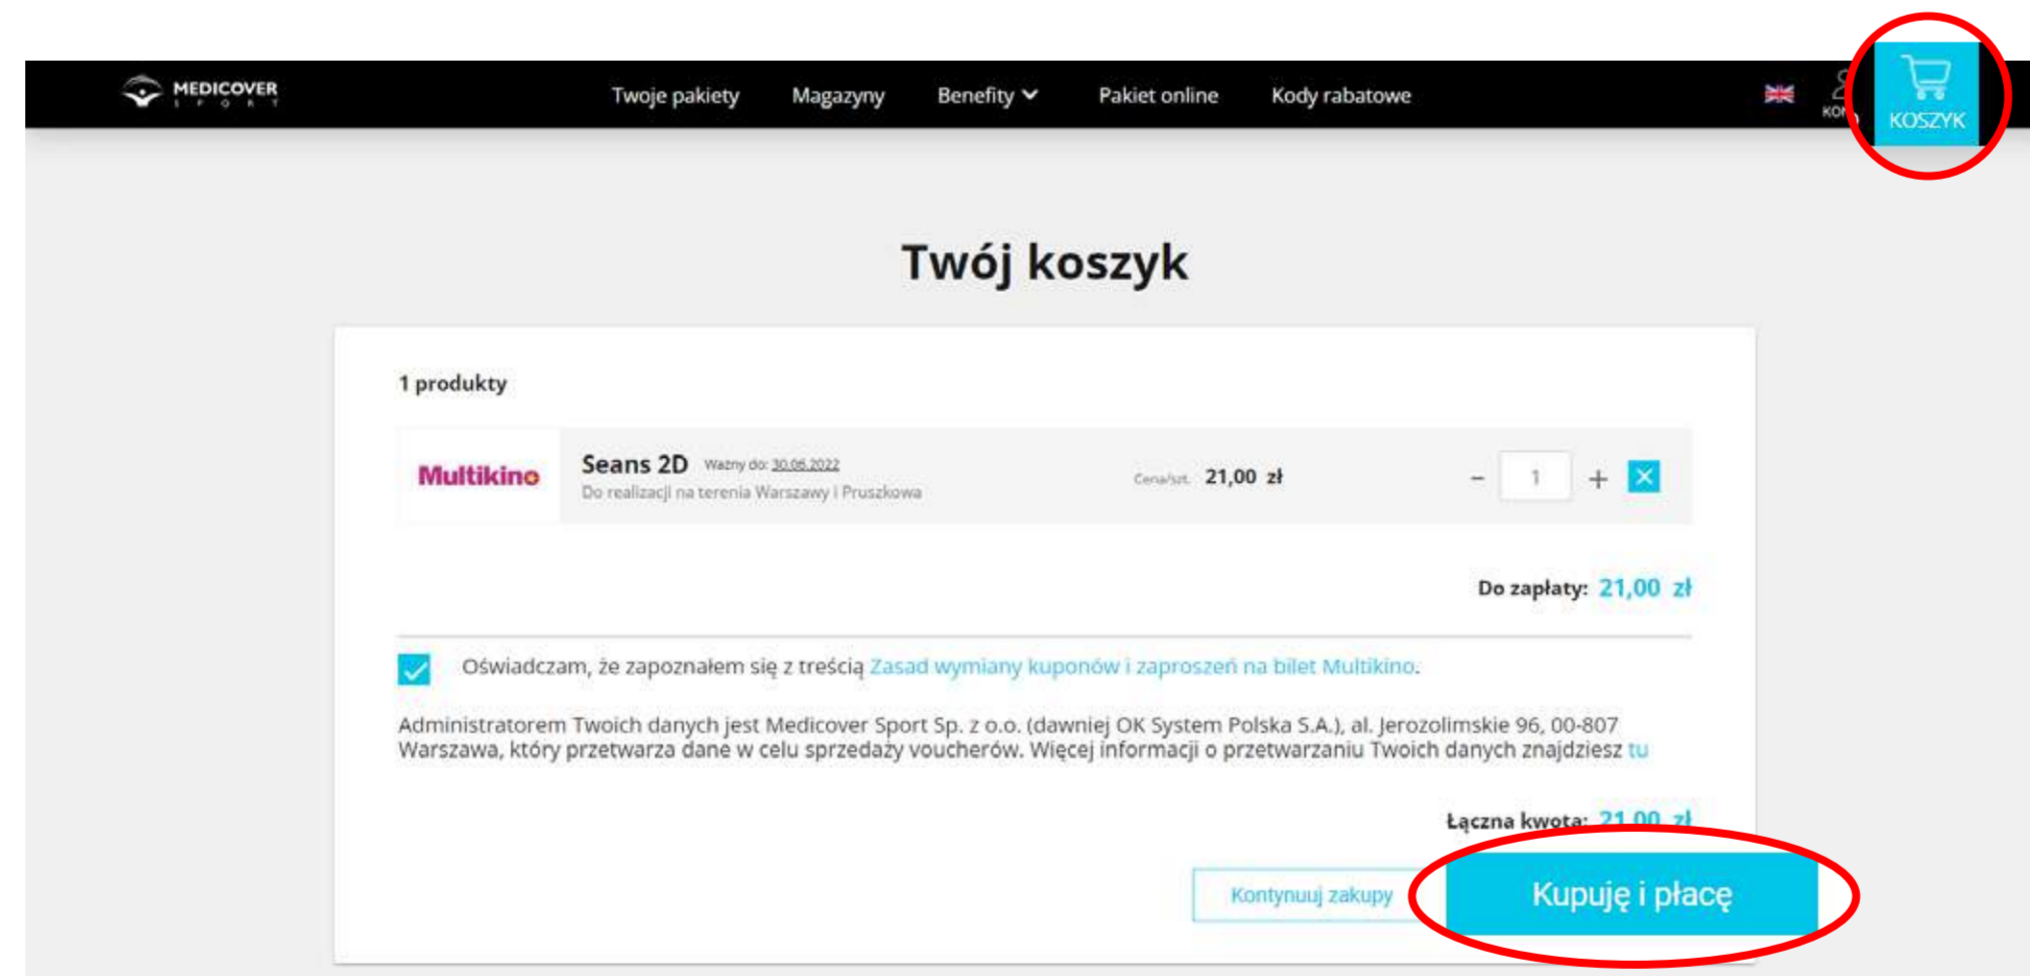 MEDICOVER
SPORT
Twoje pakiety
Magazyny
Benefity
Pakiet online
Kody rabatowe
KOSZYK
Twój koszyk
1 produkty
Multikino
Seans 2D Ważny do: 30.06.2022
Do realizacji na terenia Warszawy i Pruszkowa
Cena/szt. 21,00 zł
- 1 +
Do zapłaty: 21,00 zł
Oświadczam, że zapoznałem się z treścią Zasad wymiany kuponów i zaproszeń na bilet Multikino.
Administratorem Twoich danych jest Medicover Sport Sp. z o.o. (dawniej OK System Polska S.A.), al. Jerozolimskie 96, 00-807
Warszawa, który przetwarza dane w celu sprzedaży voucherów. Więcej informacji o przetwarzaniu Twoich danych znajdziesz tu
Łączna kwota: 21,00 zł
Kontynuuj zakupy
Kupuję i płacę